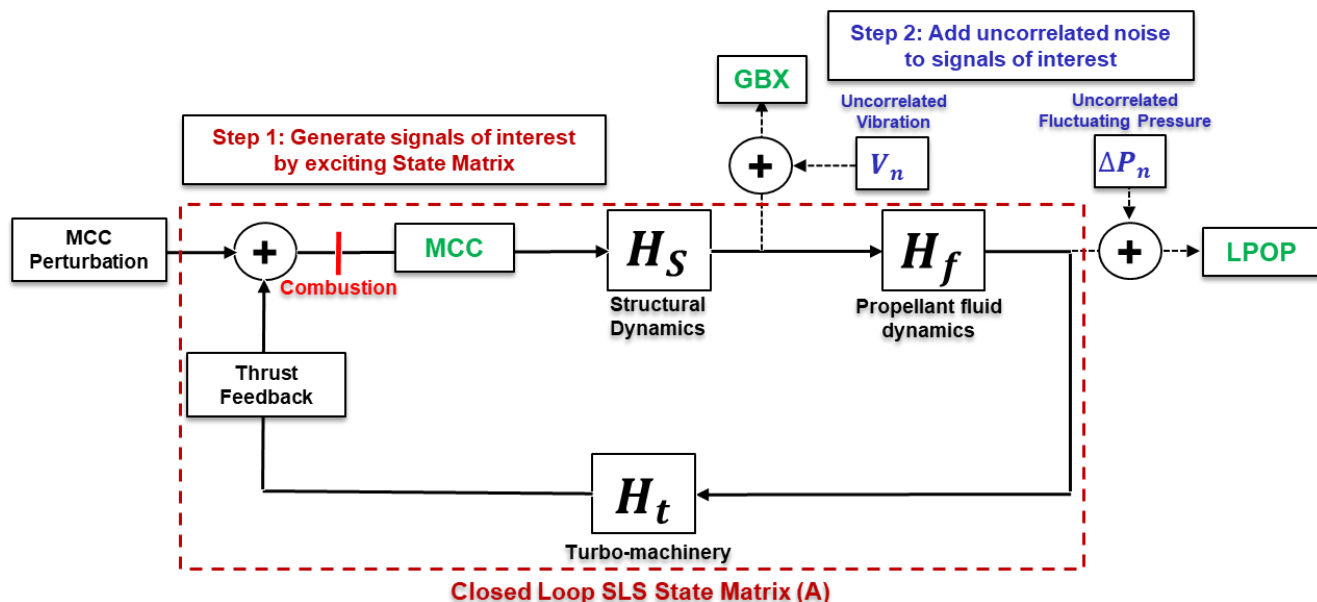 Step 2: Add uncorrelated noise
to signals of interest
GBX
Uncorrelated
Vibration
Uncorrelated
Fluctuating Pressure
Step 1: Generate signals of interest
by exciting State Matrix
+
V_n
ΔP_n
MCC
Perturbation
+
Combustion
MCC
H_S
Structural
Dynamics
H_f
Propellant fluid
dynamics
+
LPOP
Thrust
Feedback
H_t
Turbo-machinery
Closed Loop SLS State Matrix (A)